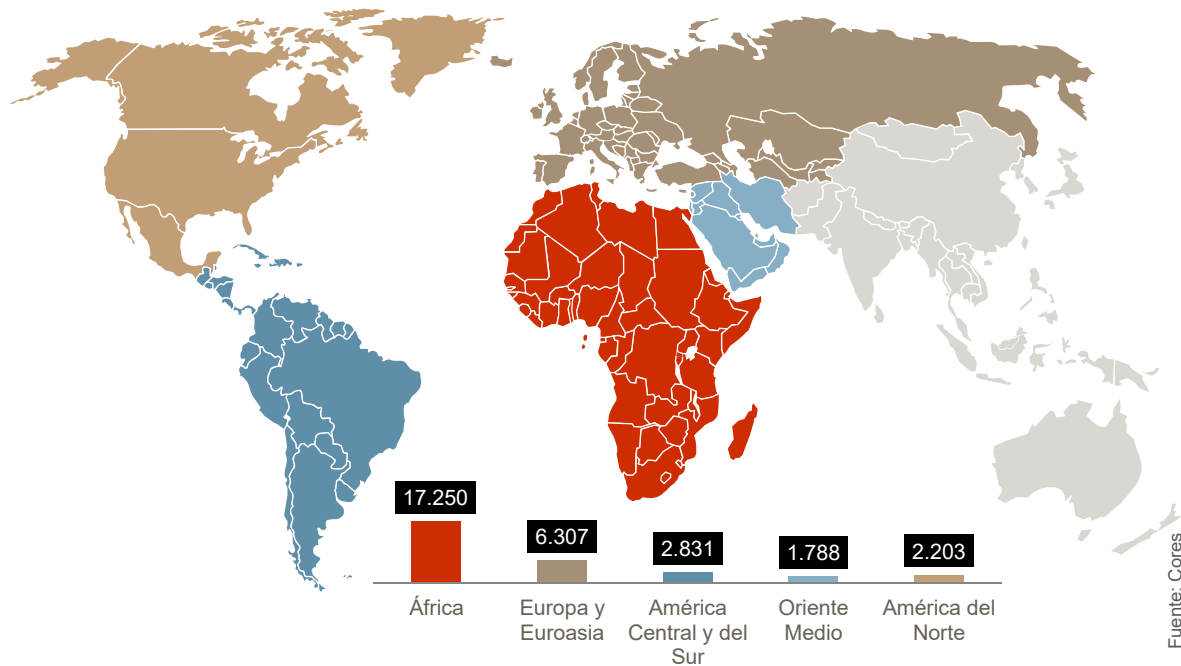 17.250
6.307
2.831
1.788
2.203
África
Europa y
Euroasia
América
Central y del
Sur
Oriente
Medio
América del
Norte
Fuente: Cores